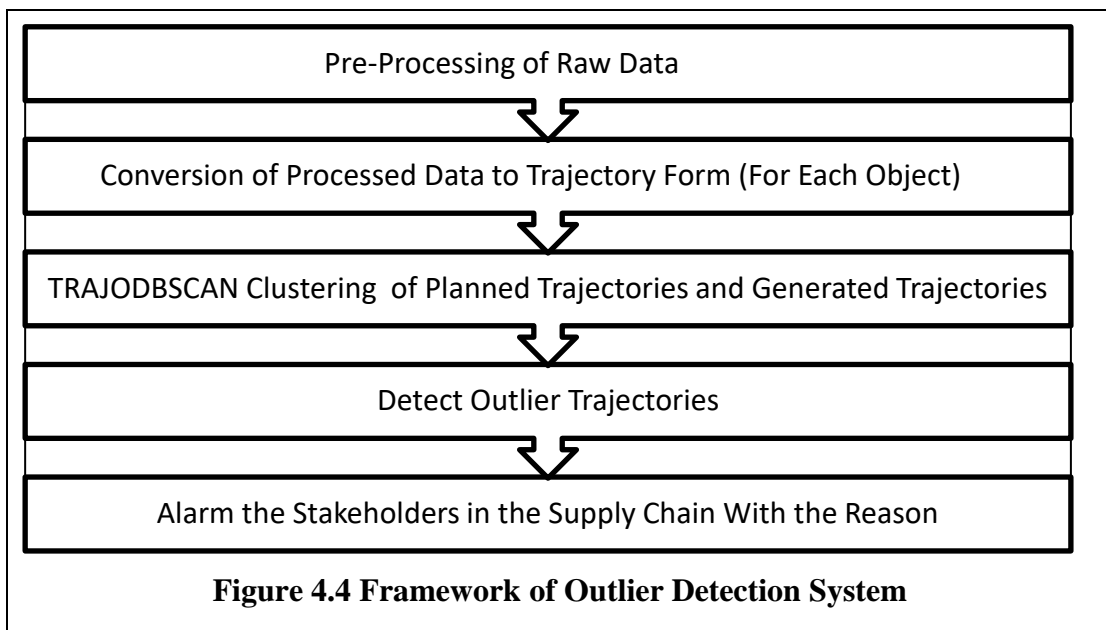 Pre-Processing of Raw Data
Conversion of Processed Data to Trajectory Form (For Each Object)
TRAJODBSCAN Clustering of Planned Trajectories and Generated Trajectories
Detect Outlier Trajectories
Alarm the Stakeholders in the Supply Chain With the Reason
Figure 4.4 Framework of Outlier Detection System